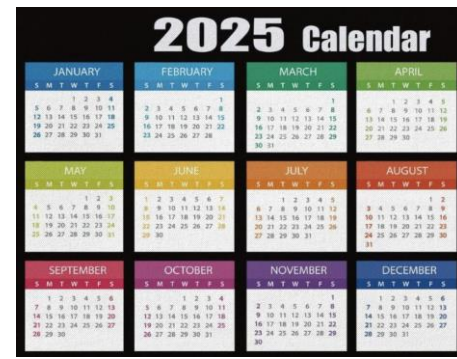 2025 Calendar
JANUARY
S M T W T F S
1 2 3 4
5 6 7 8 9 10 11
12 13 14 15 16 17 18
19 20 21 22 23 24 25
26 27 28 29 30 31
FEBRUARY
S M T W T F S
1
2 3 4 5 6 7 8
9 10 11 12 13 14 15
16 17 18 19 20 21 22
23 24 25 26 27 28
MARCH
S M T W T F S
1
2 3 4 5 6 7 8
9 10 11 12 13 14 15
16 17 18 19 20 21 22
23 24 25 26 27 28 29
30 31
APRIL
S M T W T F S
1 2 3 4 5
6 7 8 9 10 11 12
13 14 15 16 17 18 19
20 21 22 23 24 25 26
27 28 29 30
MAY
S M T W T F S
1 2 3
4 5 6 7 8 9 10
11 12 13 14 15 16 17
18 19 20 21 22 23 24
25 26 27 28 29 30 31
JUNE
S M T W T F S
1 2 3 4 5 6 7
8 9 10 11 12 13 14
15 16 17 18 19 20 21
22 23 24 25 26 27 28
29 30
JULY
S M T W T F S
1 2 3 4 5
6 7 8 9 10 11 12
13 14 15 16 17 18 19
20 21 22 23 24 25 26
27 28 29 30 31
AUGUST
S M T W T F S
1 2
3 4 5 6 7 8 9
10 11 12 13 14 15 16
17 18 19 20 21 22 23
24 25 26 27 28 29 30
31
SEPTEMBER
S M T W T F S
1 2 3 4 5 6
7 8 9 10 11 12 13
14 15 16 17 18 19 20
21 22 23 24 25 26 27
28 29 30
OCTOBER
S M T W T F S
1 2 3 4
5 6 7 8 9 10 11
12 13 14 15 16 17 18
19 20 21 22 23 24 25
26 27 28 29 30 31
NOVEMBER
S M T W T F S
1
2 3 4 5 6 7 8
9 10 11 12 13 14 15
16 17 18 19 20 21 22
23 24 25 26 27 28 29
30
DECEMBER
S M T W T F S
1 2 3 4 5 6
7 8 9 10 11 12 13
14 15 16 17 18 19 20
21 22 23 24 25 26 27
28 29 30 31